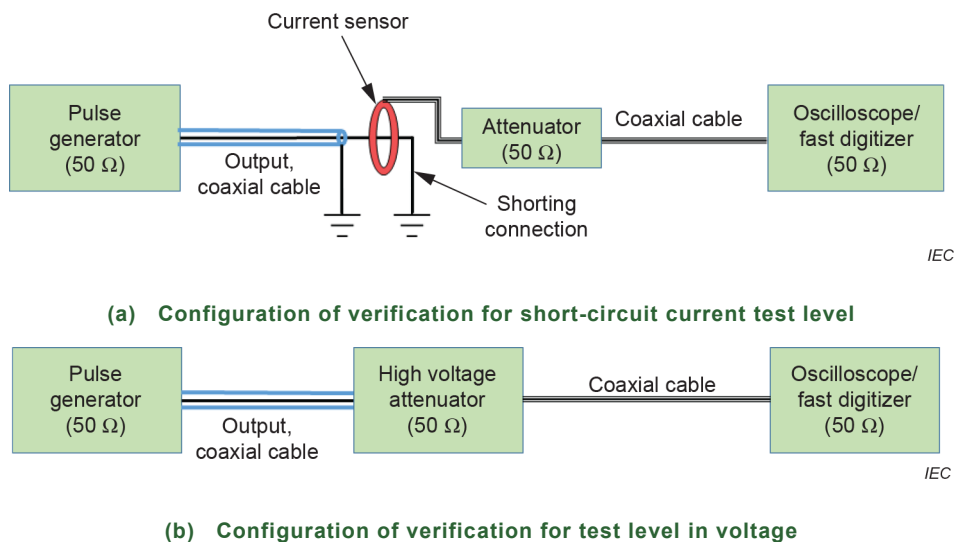 Current sensor
Pulse
generator
(50 Ω)
Output,
coaxial cable
Attenuator
(50 Ω)
Coaxial cable
Oscilloscope/
fast digitizer
(50 Ω)
Shorting
connection
IEC
(a) Configuration of verification for short-circuit current test level
Pulse
generator
(50 Ω)
Output,
coaxial cable
High voltage
attenuator
(50 Ω)
Coaxial cable
Oscilloscope/
fast digitizer
(50 Ω)
IEC
(b) Configuration of verification for test level in voltage